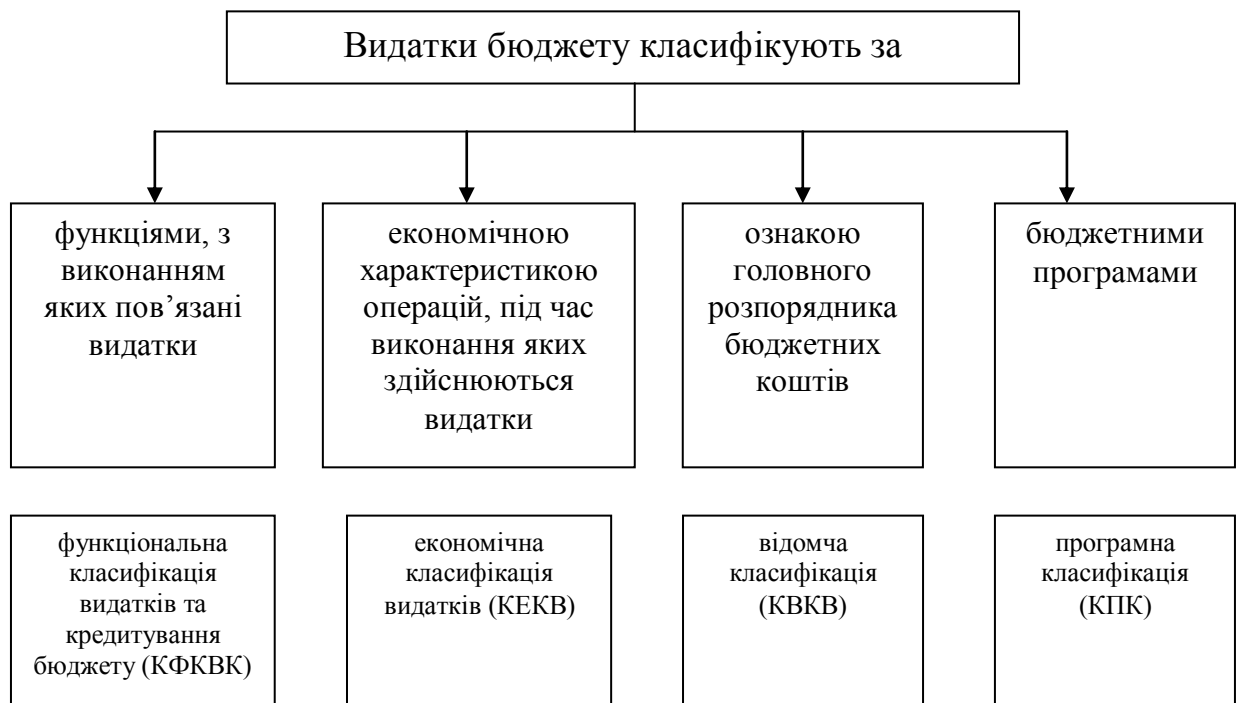 Видатки бюджету класифікують за
функціями, з
виконанням
яких пов’язані
видатки
економічною
характеристикою
операцій, під час
виконання яких
здійснюються
видатки
ознакою
головного
розпорядника
бюджетних
коштів
бюджетними
програмами
функціональна
класифікація
видатків та
кредитування
бюджету (КФКВК)
економічна
класифікація
видатків (КЕКВ)
відомча
класифікація
(КВКВ)
програмна
класифікація
(КПК)